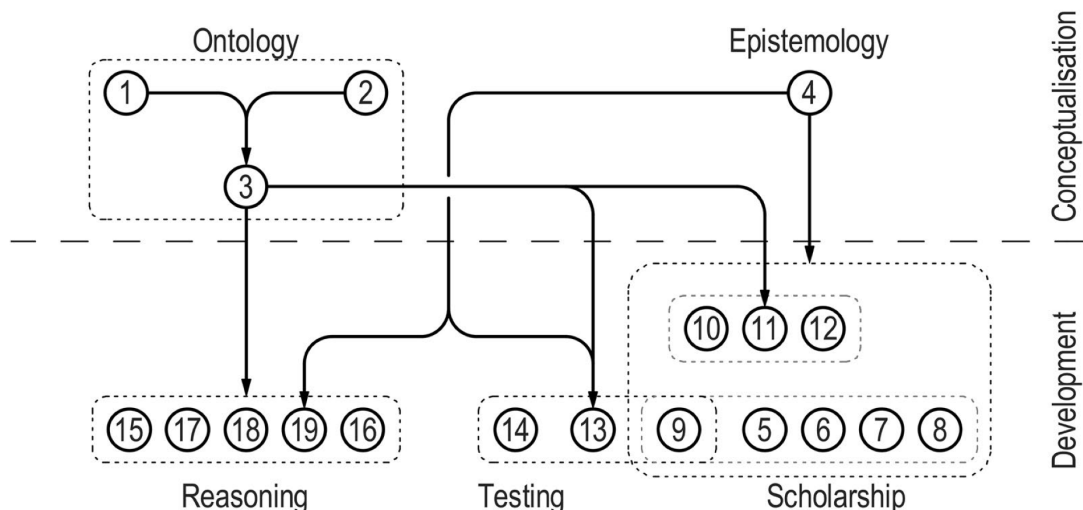 Ontology Epistemology
1 2 4
3
Conceptualisation
10 11 12
Development
15 17 18 19 16 14 13 9 5 6 7 8
Reasoning Testing Scholarship